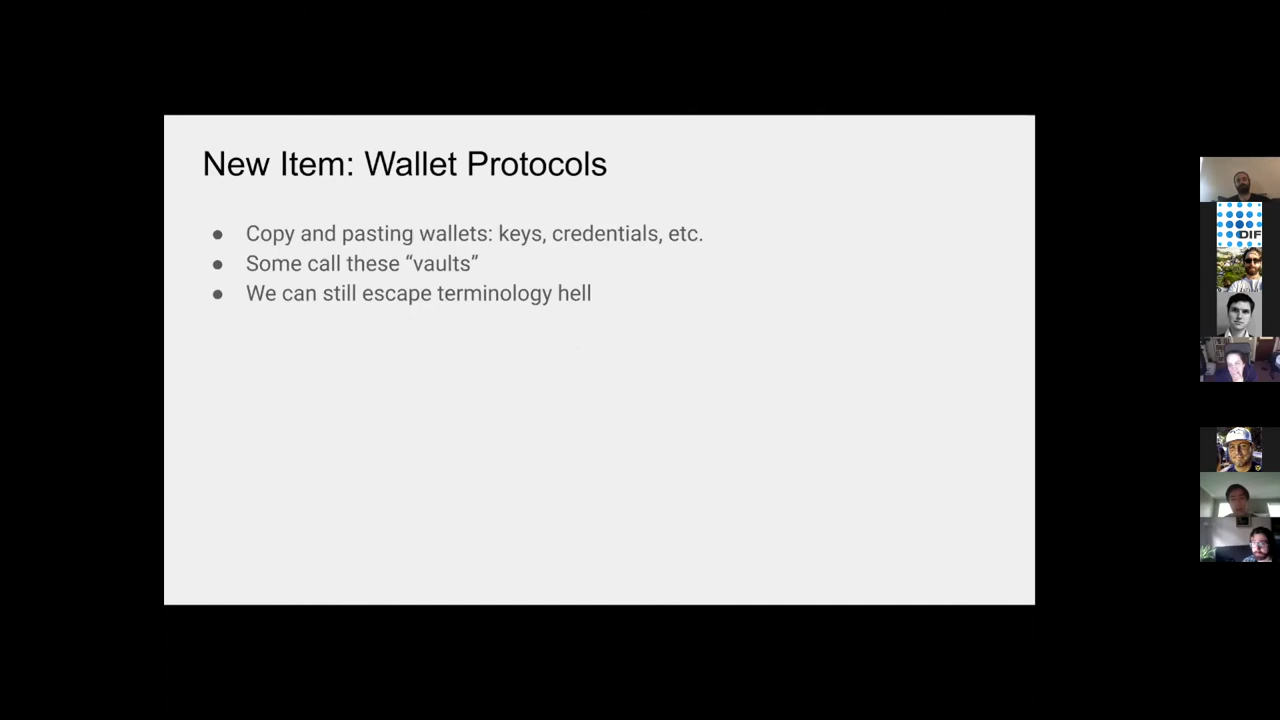 New Item: Wallet Protocols
● Copy and pasting wallets: keys, credentials, etc.
● Some call these “vaults”
● We can still escape terminology hell
DIF